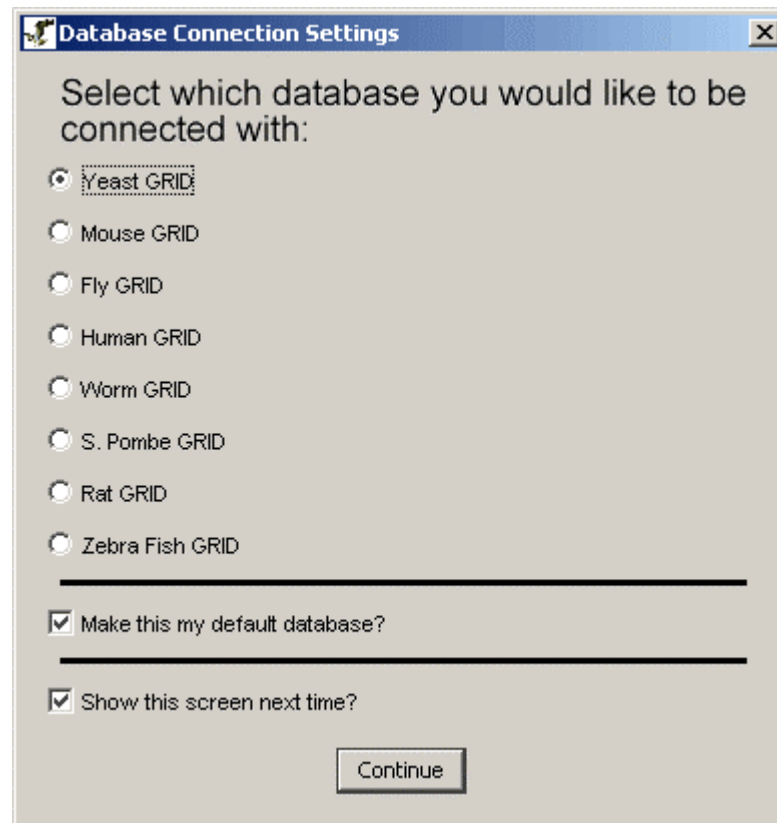 Database Connection Settings
Select which database you would like to be
connected with:
Yeast GRID
Mouse GRID
Fly GRID
Human GRID
Worm GRID
S. Pombe GRID
Rat GRID
Zebra Fish GRID
Make this my default database?
Show this screen next time?
Continue